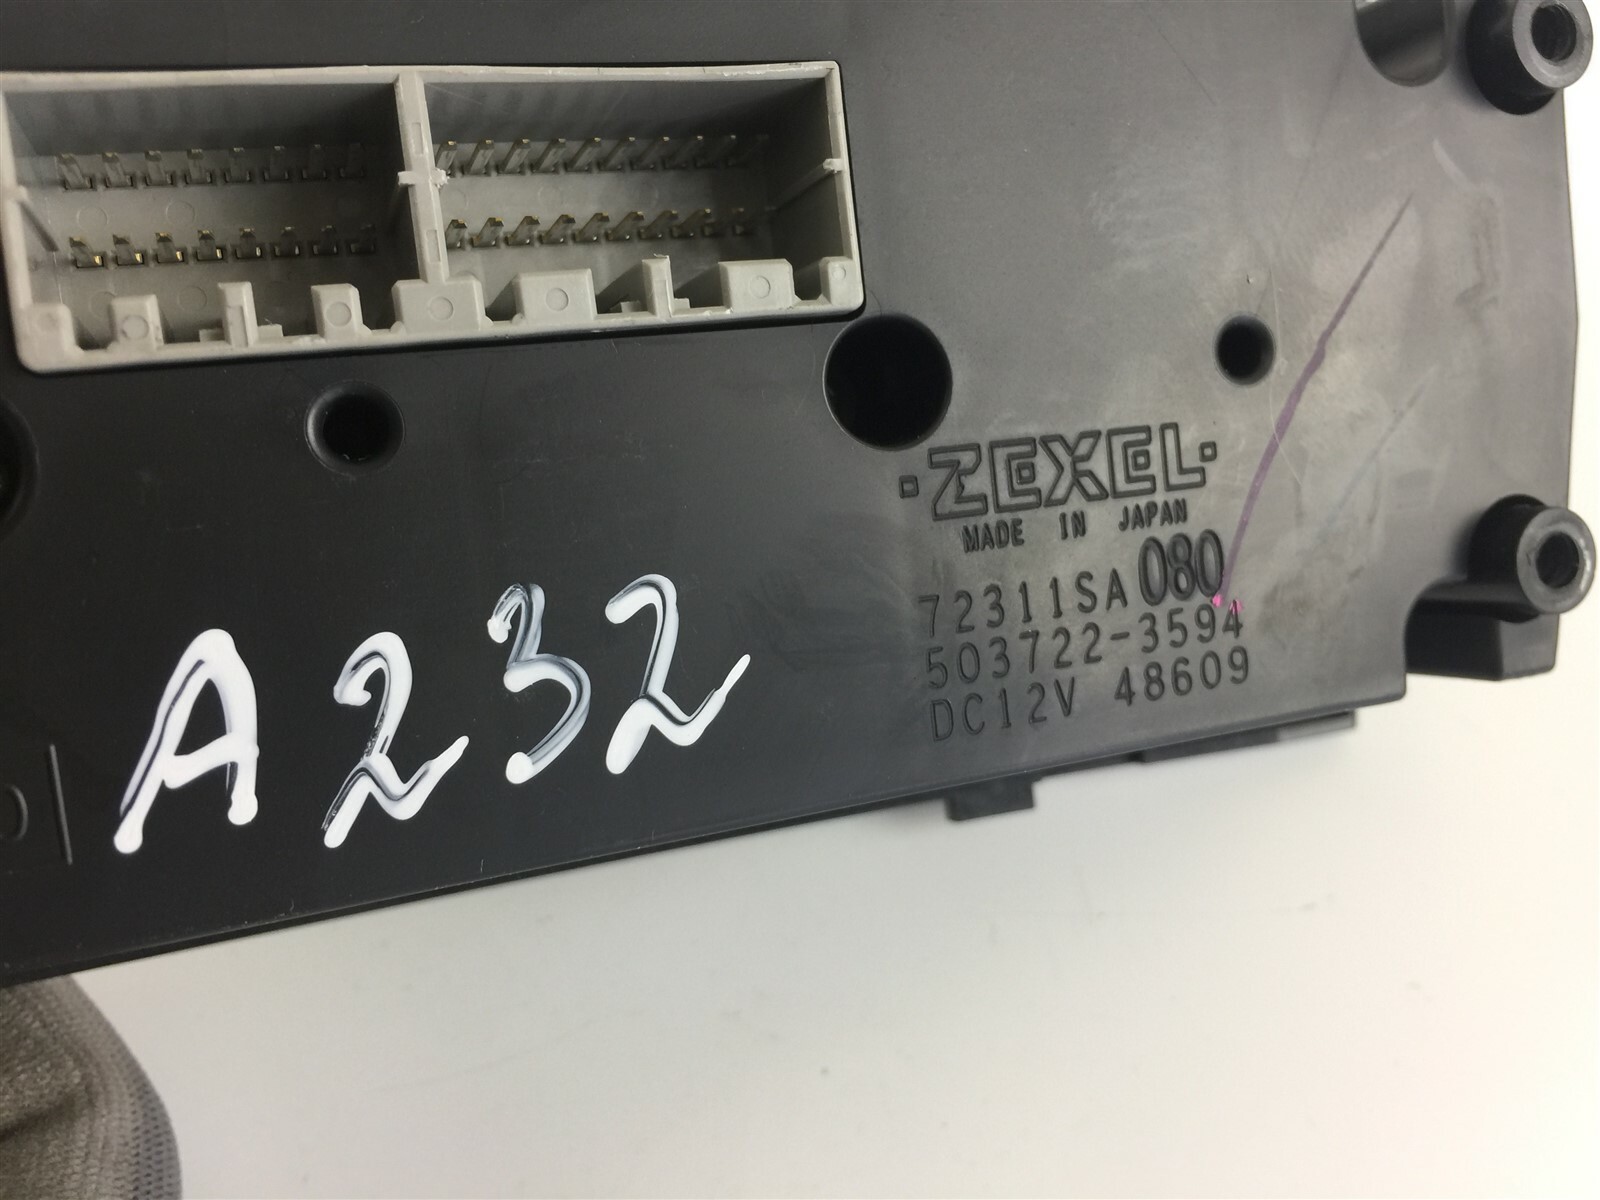 ·ZEXEL·
MADE IN JAPAN
72311SA080
503722-3594
DC12V 48609
A232